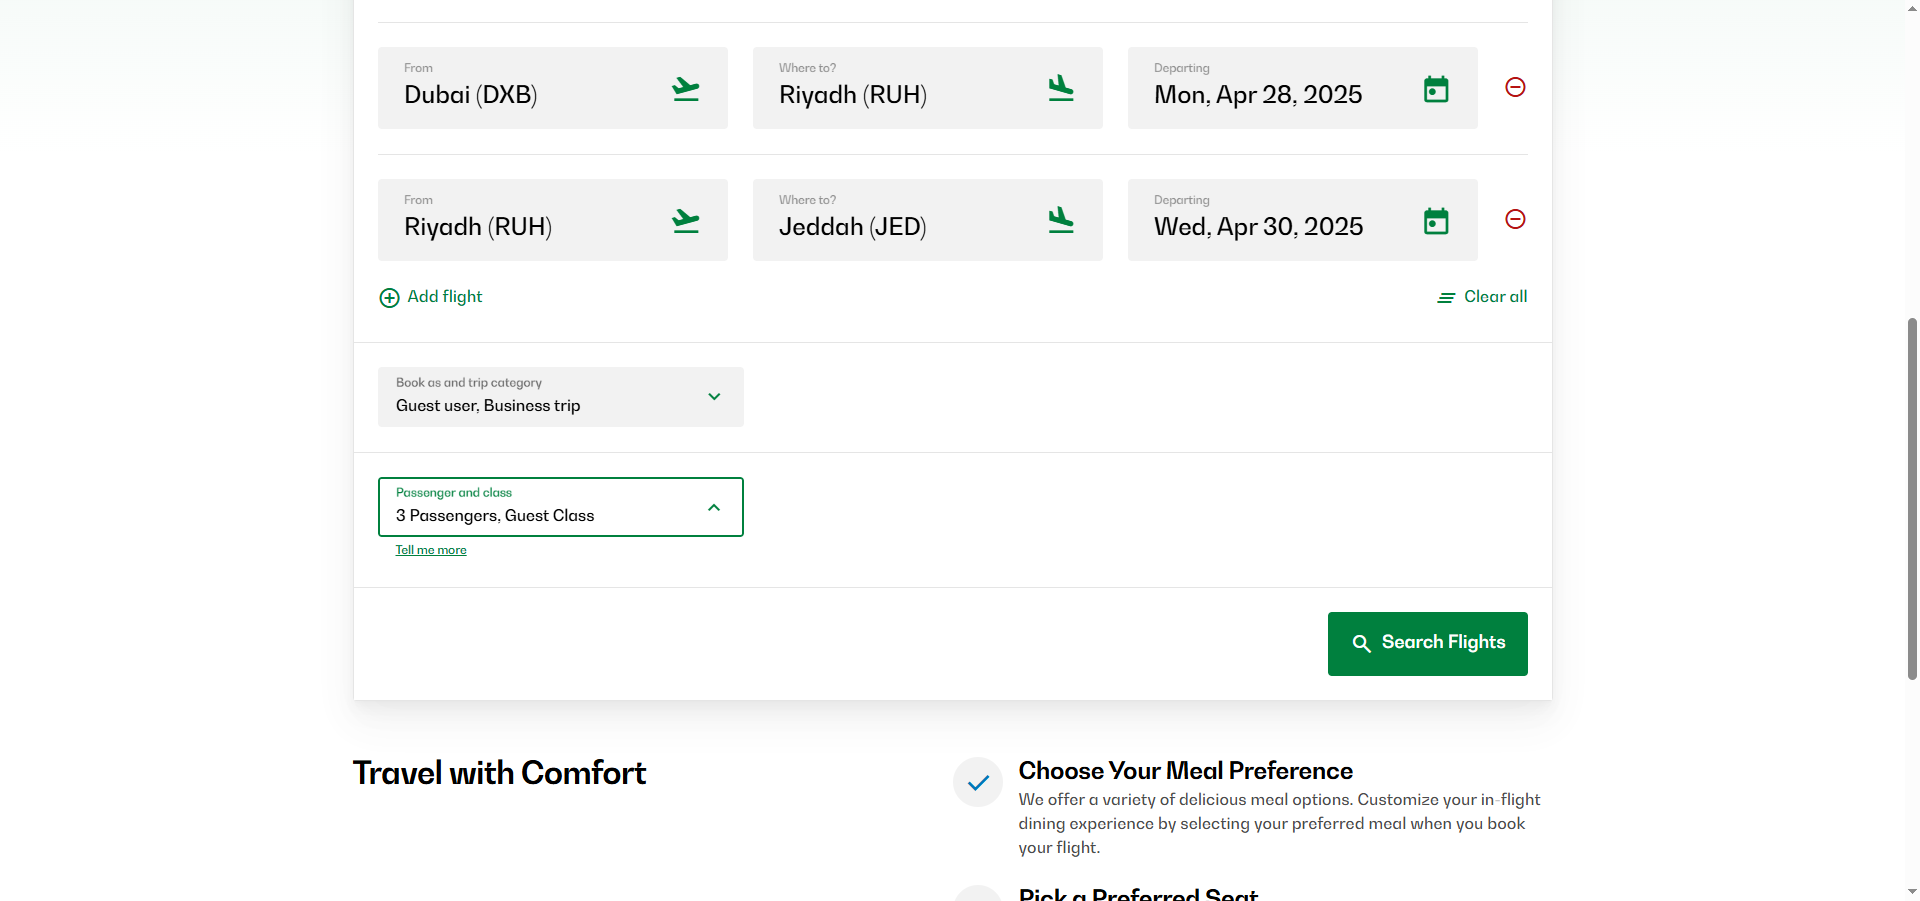 From
Dubai (DXB)
Where to?
Riyadh (RUH)
Departing
Mon, Apr 28, 2025
From
Riyadh (RUH)
Where to?
Jeddah (JED)
Departing
Wed, Apr 30, 2025
Add flight
Clear all
Book as and trip category
Guest user, Business trip
Passenger and class
3 Passengers, Guest Class
Tell me more
Search Flights
Travel with Comfort
Choose Your Meal Preference
We offer a variety of delicious meal options. Customize your in-flight
dining experience by selecting your preferred meal when you book
your flight.
Pick a Preferred Seat